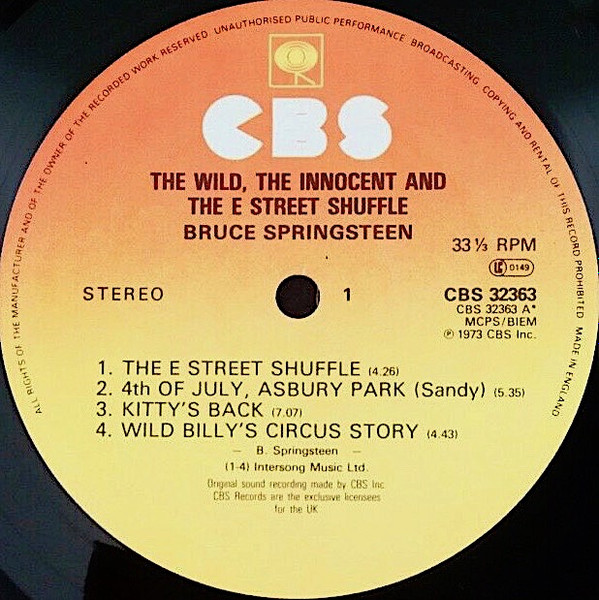 ALL RIGHTS OF THE MANUFACTURER AND OF THE OWNER OF THE RECORDED WORK RESERVED. UNAUTHORISED PUBLIC PERFORMANCE. BROADCASTING. COPYING AND RENTAL OF THIS RECORD PROHIBITED. MADE IN ENGLAND
CBS
THE WILD, THE INNOCENT AND
THE E STREET SHUFFLE
BRUCE SPRINGSTEEN
33 ⅓ RPM
LC 0149
STEREO
1
CBS 32363
CBS 32363 A*
MCPS/BIEM
℗ 1973 CBS Inc.
1. THE E STREET SHUFFLE (4.26)
2. 4th OF JULY, ASBURY PARK (Sandy) (5.35)
3. KITTY'S BACK (7.07)
4. WILD BILLY'S CIRCUS STORY (4.43)
– B. Springsteen –
(1-4) Intersong Music Ltd.
Original sound recording made by CBS Inc.
CBS Records are the exclusive licensees
for the UK